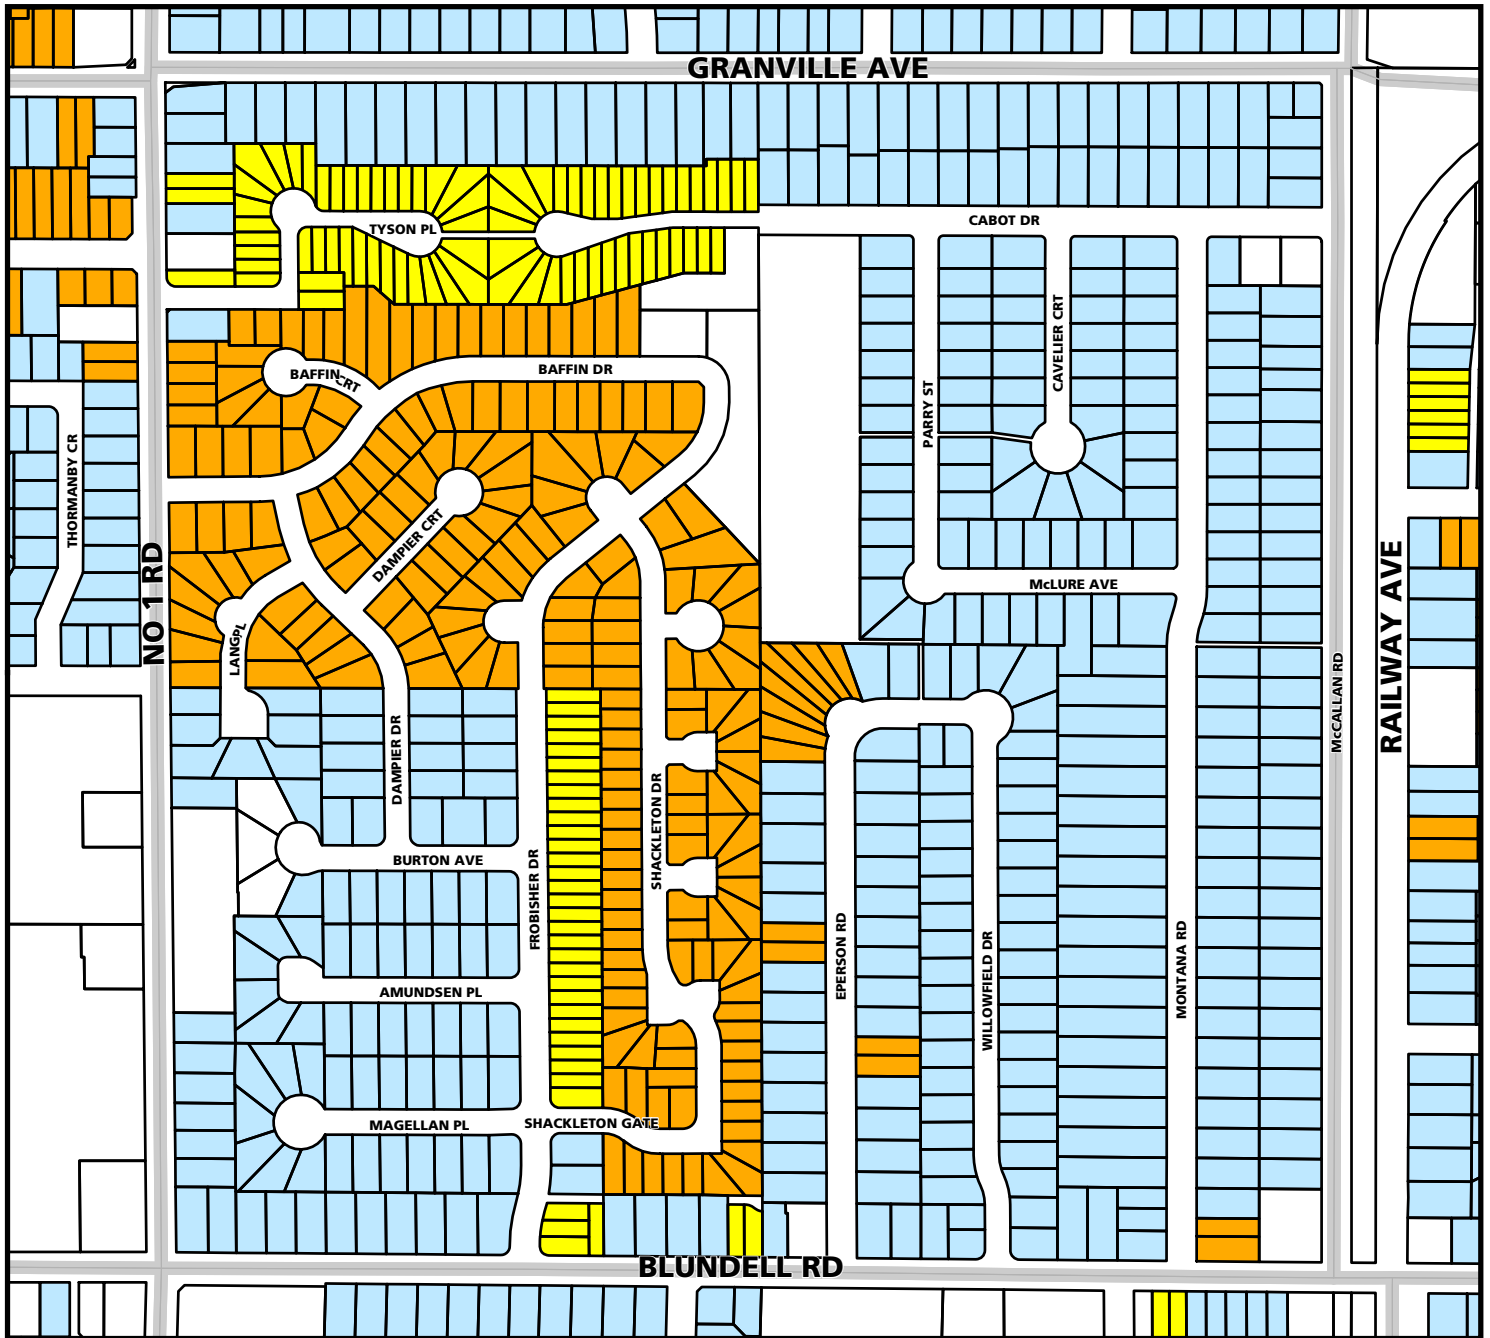 GRANVILLE AVE
CABOT DR
TYSON PL
BAFFIN DR
BAFFIN CRT
CAVELIER CRT
PARRY ST
THORMANBY CR
NO 1 RD
DAMPIER CRT
McLURE AVE
LANG PL
RAILWAY AVE
McCALLAN RD
DAMPIER DR
SHACKLETON DR
BURTON AVE
FROBISHER DR
EPERSON RD
WILLOWFIELD DR
MONTANA RD
AMUNDSEN PL
MAGELLAN PL
SHACKLETON GATE
BLUNDELL RD